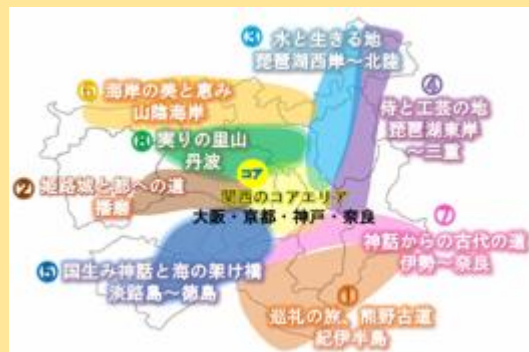 ③ 水と生きる地
琵琶湖西岸～北陸
⑥ 海岸の美と恵み
山陰海岸
④
侍と工芸の地
琵琶湖東岸
～三重
⑧ 実りの里山
丹波
コア
関西のコアエリア
大阪・京都・神戸・奈良
② 姫路城と都への道
播磨
⑦
神話からの古代の道
伊勢～奈良
⑤ 国生み神話と海の架け橋
淡路島～徳島
①
巡礼の旅、熊野古道
紀伊半島